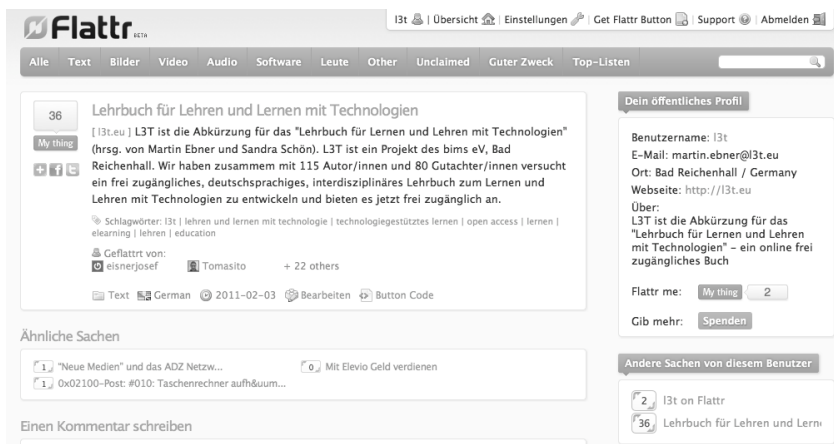 Flattr BETA
l3t | Übersicht | Einstellungen | Get Flattr Button | Support | Abmelden
Alle Text Bilder Video Audio Software Leute Other Unclaimed Guter Zweck Top-Listen
36
My thing
Lehrbuch für Lehren und Lernen mit Technologien
[ l3t.eu ] L3T ist die Abkürzung für das "Lehrbuch für Lernen und Lehren mit Technologien"
(hrsg. von Martin Ebner und Sandra Schön). L3T ist ein Projekt des bims eV, Bad
Reichenhall. Wir haben zusammem mit 115 Autor/innen und 80 Gutachter/innen versucht
ein frei zugängliches, deutschsprachiges, interdisziplinäres Lehrbuch zum Lernen und
Lehren mit Technologien zu entwickeln und bieten es jetzt frei zugänglich an.
Schlagwörter: l3t | lehren und lernen mit technologie | technologiegestütztes lernen | open access | lernen |
elearning | lehren | education
Geflattrt von:
eisnerjosef Tomasito + 22 others
Text German 2011-02-03 Bearbeiten Button Code
Ähnliche Sachen
1 "Neue Medien" und das ADZ Netzw... 0 Mit Elevio Geld verdienen
1 0x02100-Post: #010: Taschenrechner aufh&uum...
Einen Kommentar schreiben
Dein öffentliches Profil
Benutzername: l3t
E-Mail: martin.ebner@l3t.eu
Ort: Bad Reichenhall / Germany
Webseite: http://l3t.eu
Über:
L3T ist die Abkürzung für das
"Lehrbuch für Lernen und Lehren
mit Technologien" – ein online frei
zugängliches Buch
Flattr me: My thing 2
Gib mehr: Spenden
Andere Sachen von diesem Benutzer
2 l3t on Flattr
36 Lehrbuch für Lehren und Lerne